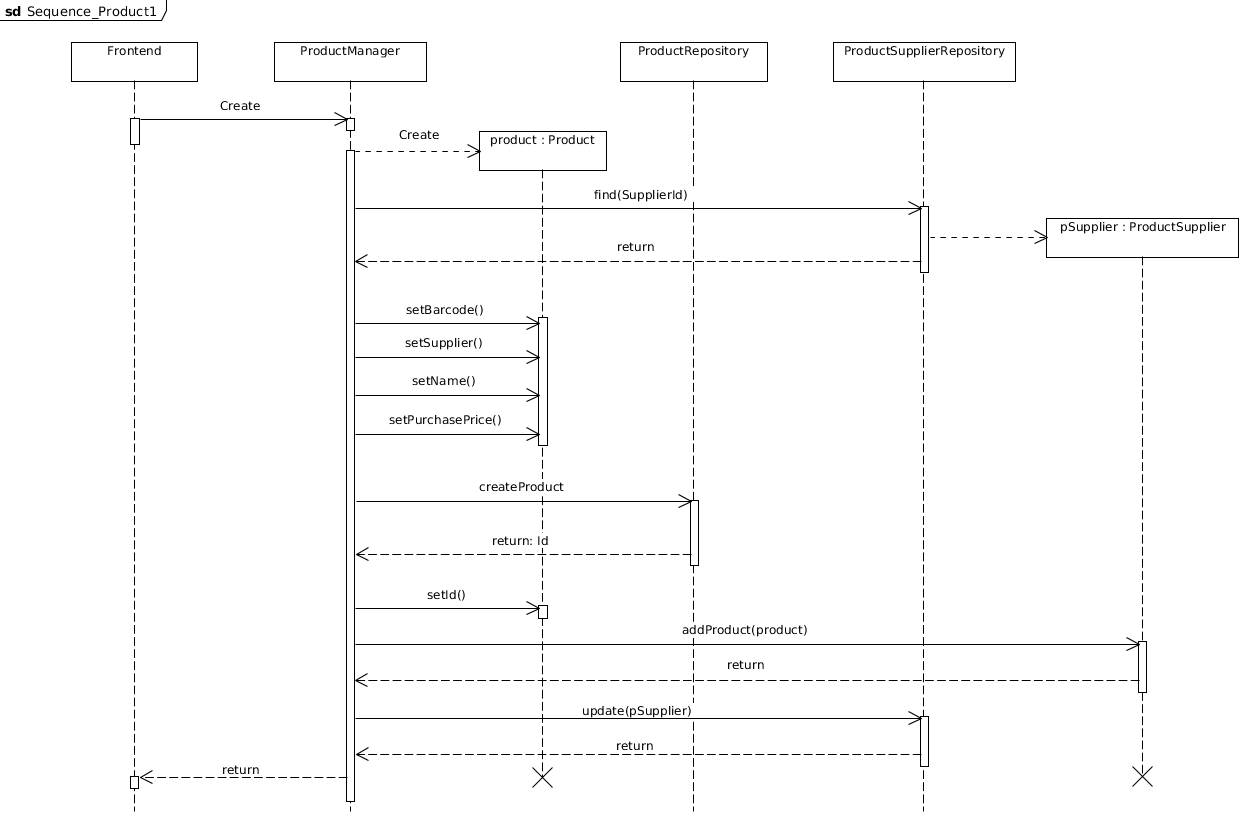 sd Sequence_Product1
Frontend
ProductManager
ProductRepository
ProductSupplierRepository
Create
Create
product : Product
find(SupplierId)
pSupplier : ProductSupplier
return
setBarcode()
setSupplier()
setName()
setPurchasePrice()
createProduct
return: Id
setId()
addProduct(product)
return
update(pSupplier)
return
return